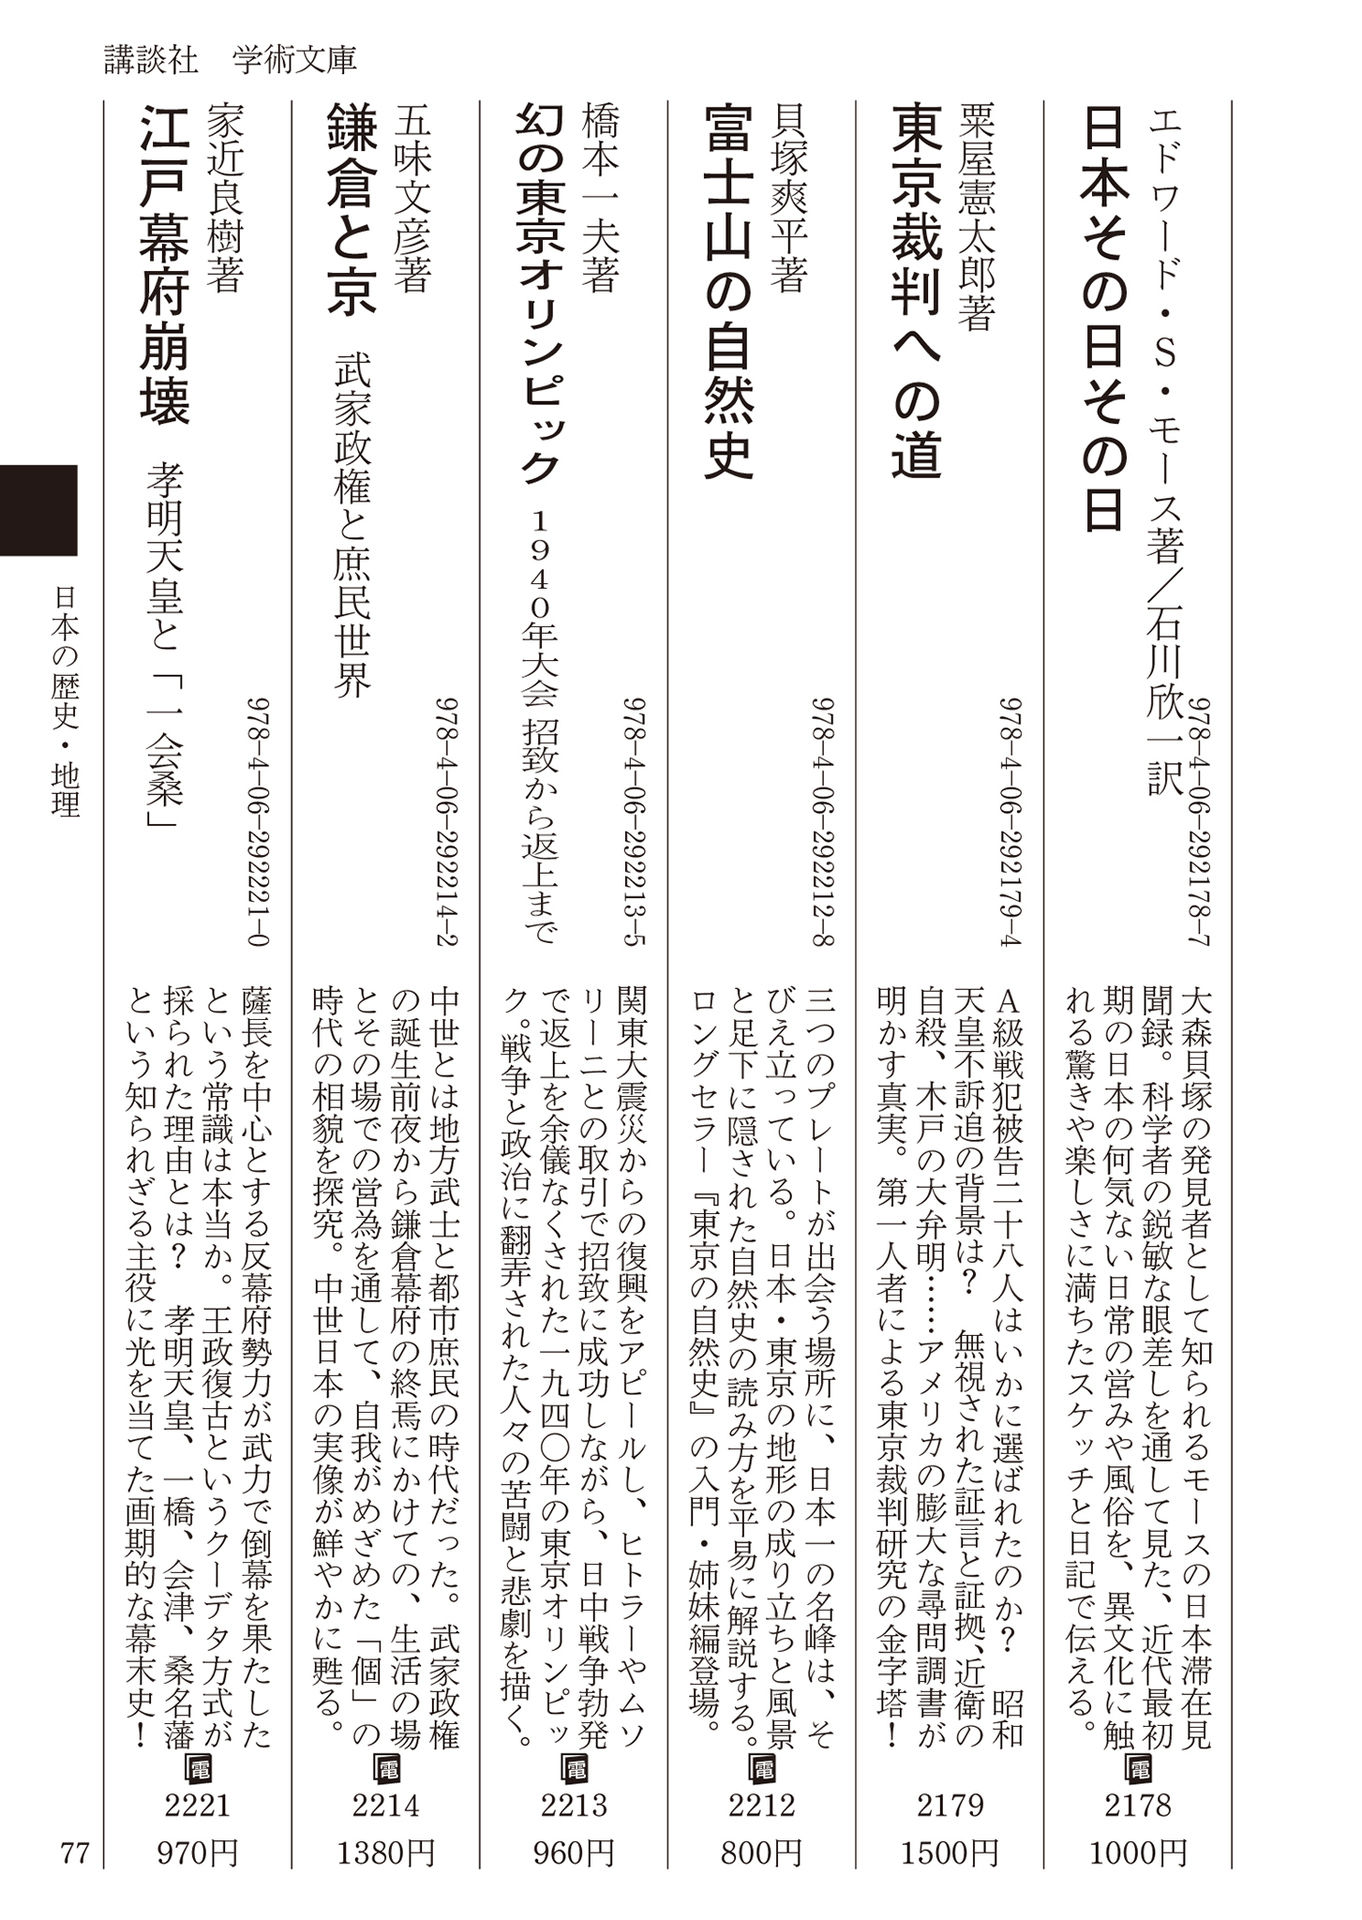 講談社　学術文庫
エドワード・S・モース著／石川欣一訳
日本その日その日
978-4-06-292178-7
大森貝塚の発見者として知られるモースの日本滞在見
聞録。科学者の鋭敏な眼差しを通して見た、近代最初
期の日本の何気ない日常の営みや風俗を、異文化に触
れる驚きや楽しさに満ちたスケッチと日記で伝える。
電
2178
1000円
粟屋憲太郎著
東京裁判への道
978-4-06-292179-4
A級戦犯被告二十八人はいかに選ばれたのか？　昭和
天皇不訴追の背景は？　無視された証言と証拠、近衛の
自殺、木戸の大弁明……アメリカの膨大な尋問調書が
明かす真実。第一人者による東京裁判研究の金字塔！
2179
1500円
貝塚爽平著
富士山の自然史
978-4-06-292212-8
三つのプレートが出会う場所に、日本一の名峰は、そ
びえ立っている。日本・東京の地形の成り立ちと風景
と足下に隠された自然史の読み方を平易に解説する。
ロングセラー『東京の自然史』の入門・姉妹編登場。
電
2212
800円
橋本一夫著
幻の東京オリンピック　1940年大会 招致から返上まで
978-4-06-292213-5
関東大震災からの復興をアピールし、ヒトラーやムソ
リーニとの取引で招致に成功しながら、日中戦争勃発
で返上を余儀なくされた一九四〇年の東京オリンピッ
ク。戦争と政治に翻弄された人々の苦闘と悲劇を描く。
電
2213
960円
五味文彦著
鎌倉と京　武家政権と庶民世界
978-4-06-292214-2
中世とは地方武士と都市庶民の時代だった。武家政権
の誕生前夜から鎌倉幕府の終焉にかけての、生活の場
とその場での営為を通して、自我がめざめた「個」の
時代の相貌を探究。中世日本の実像が鮮やかに甦る。
電
2214
1380円
家近良樹著
江戸幕府崩壊　孝明天皇と「一会桑」
978-4-06-292221-0
薩長を中心とする反幕府勢力が武力で倒幕を果たした
という常識は本当か。王政復古というクーデタ方式が
採られた理由とは？　孝明天皇、一橋、会津、桑名藩
という知られざる主役に光を当てた画期的な幕末史！
電
2221
970円
日本の歴史・地理
77